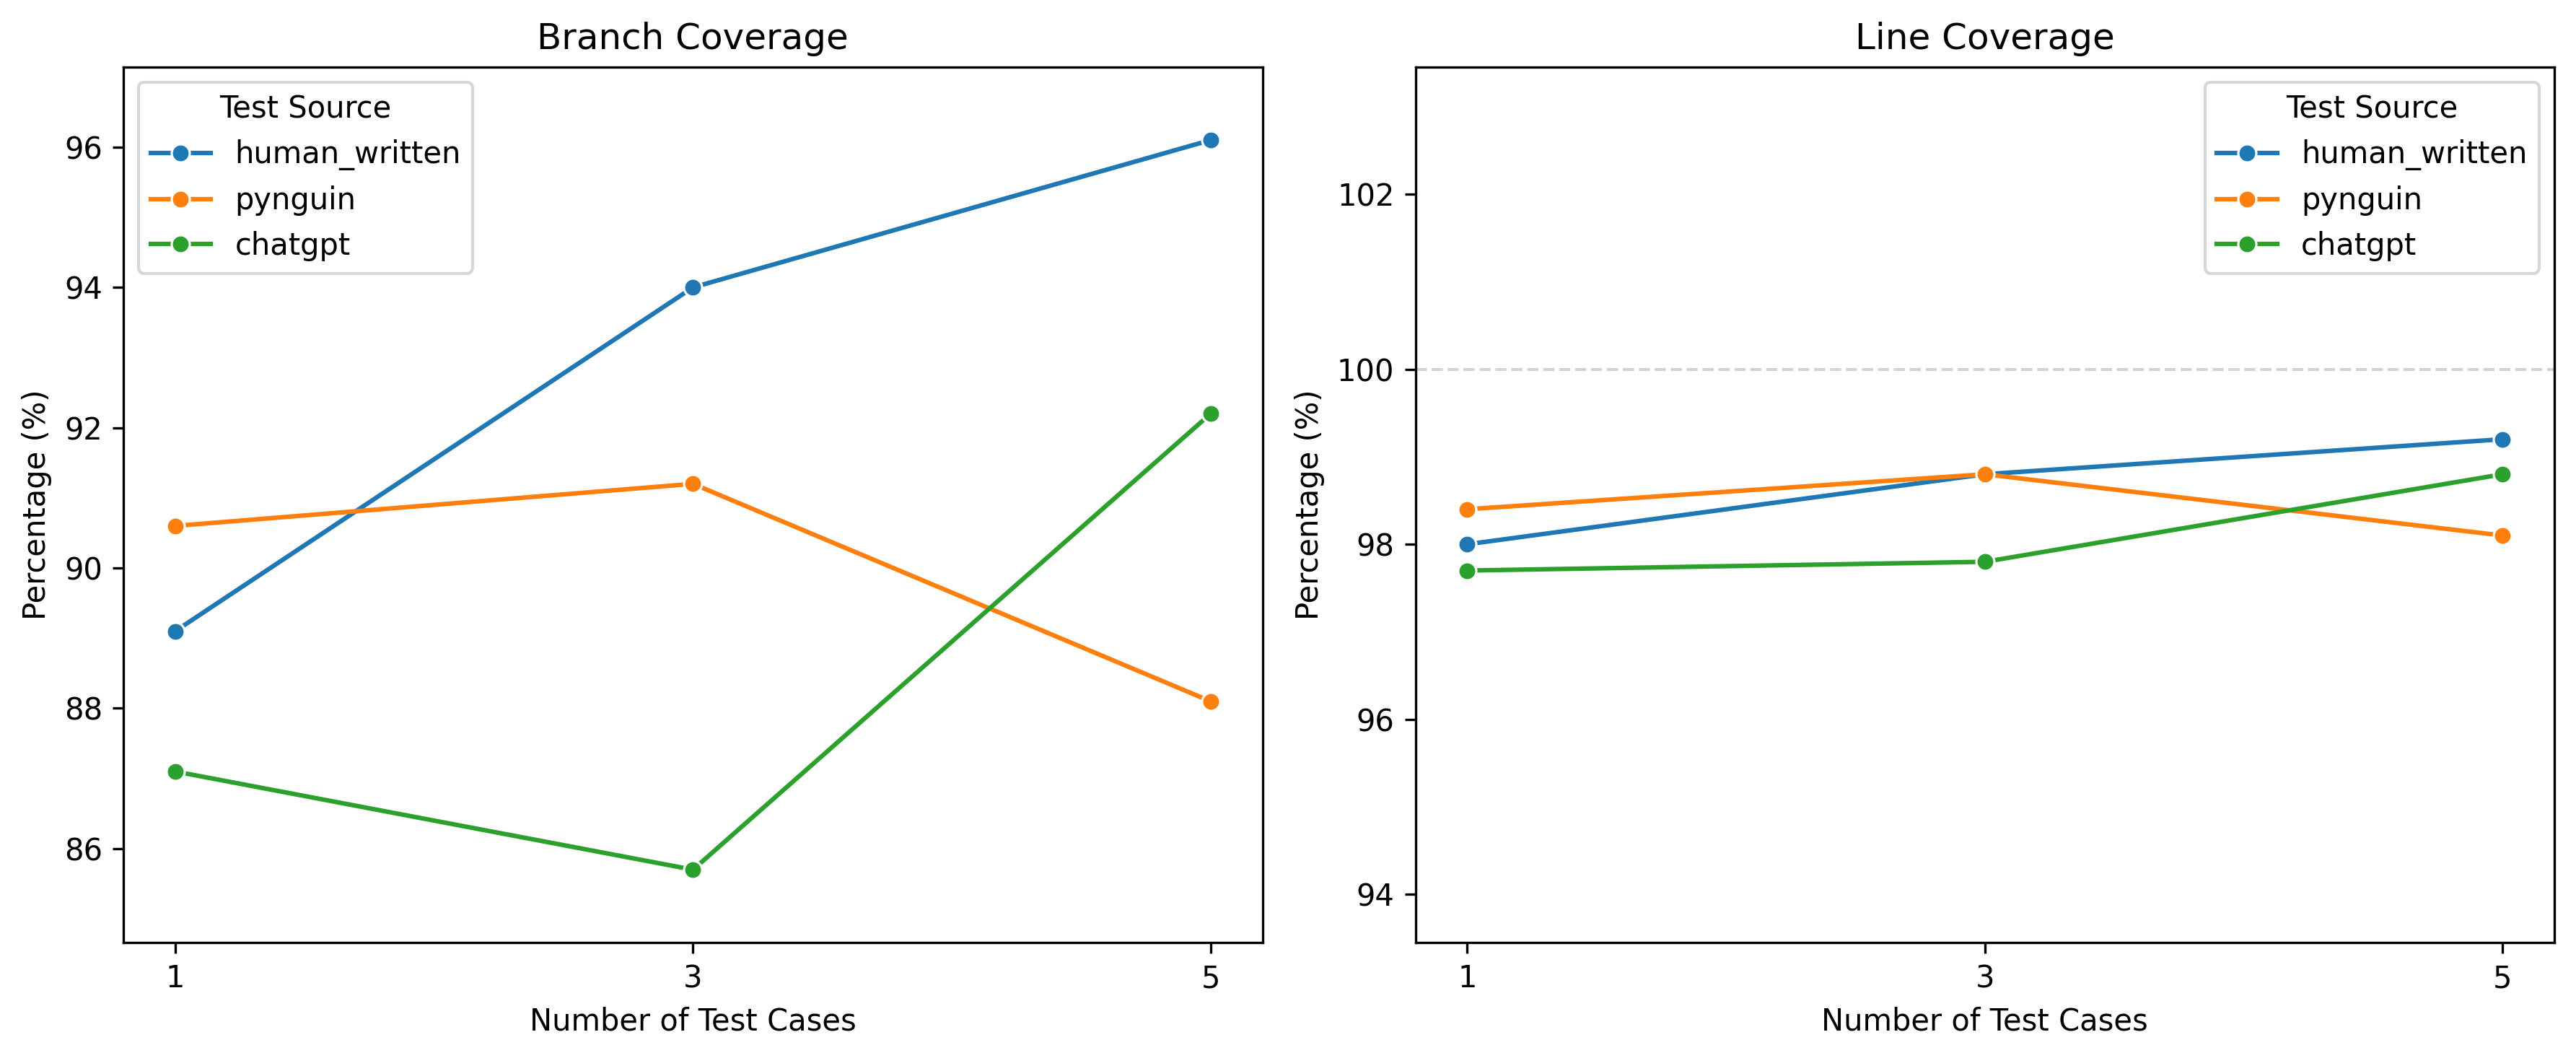 Branch Coverage
Test Source
human_written
pynguin
chatgpt
96
94
92
90
88
86
Percentage (%)
1 3 5
Number of Test Cases
Line Coverage
Test Source
human_written
pynguin
chatgpt
102
100
98
96
94
Percentage (%)
1 3 5
Number of Test Cases